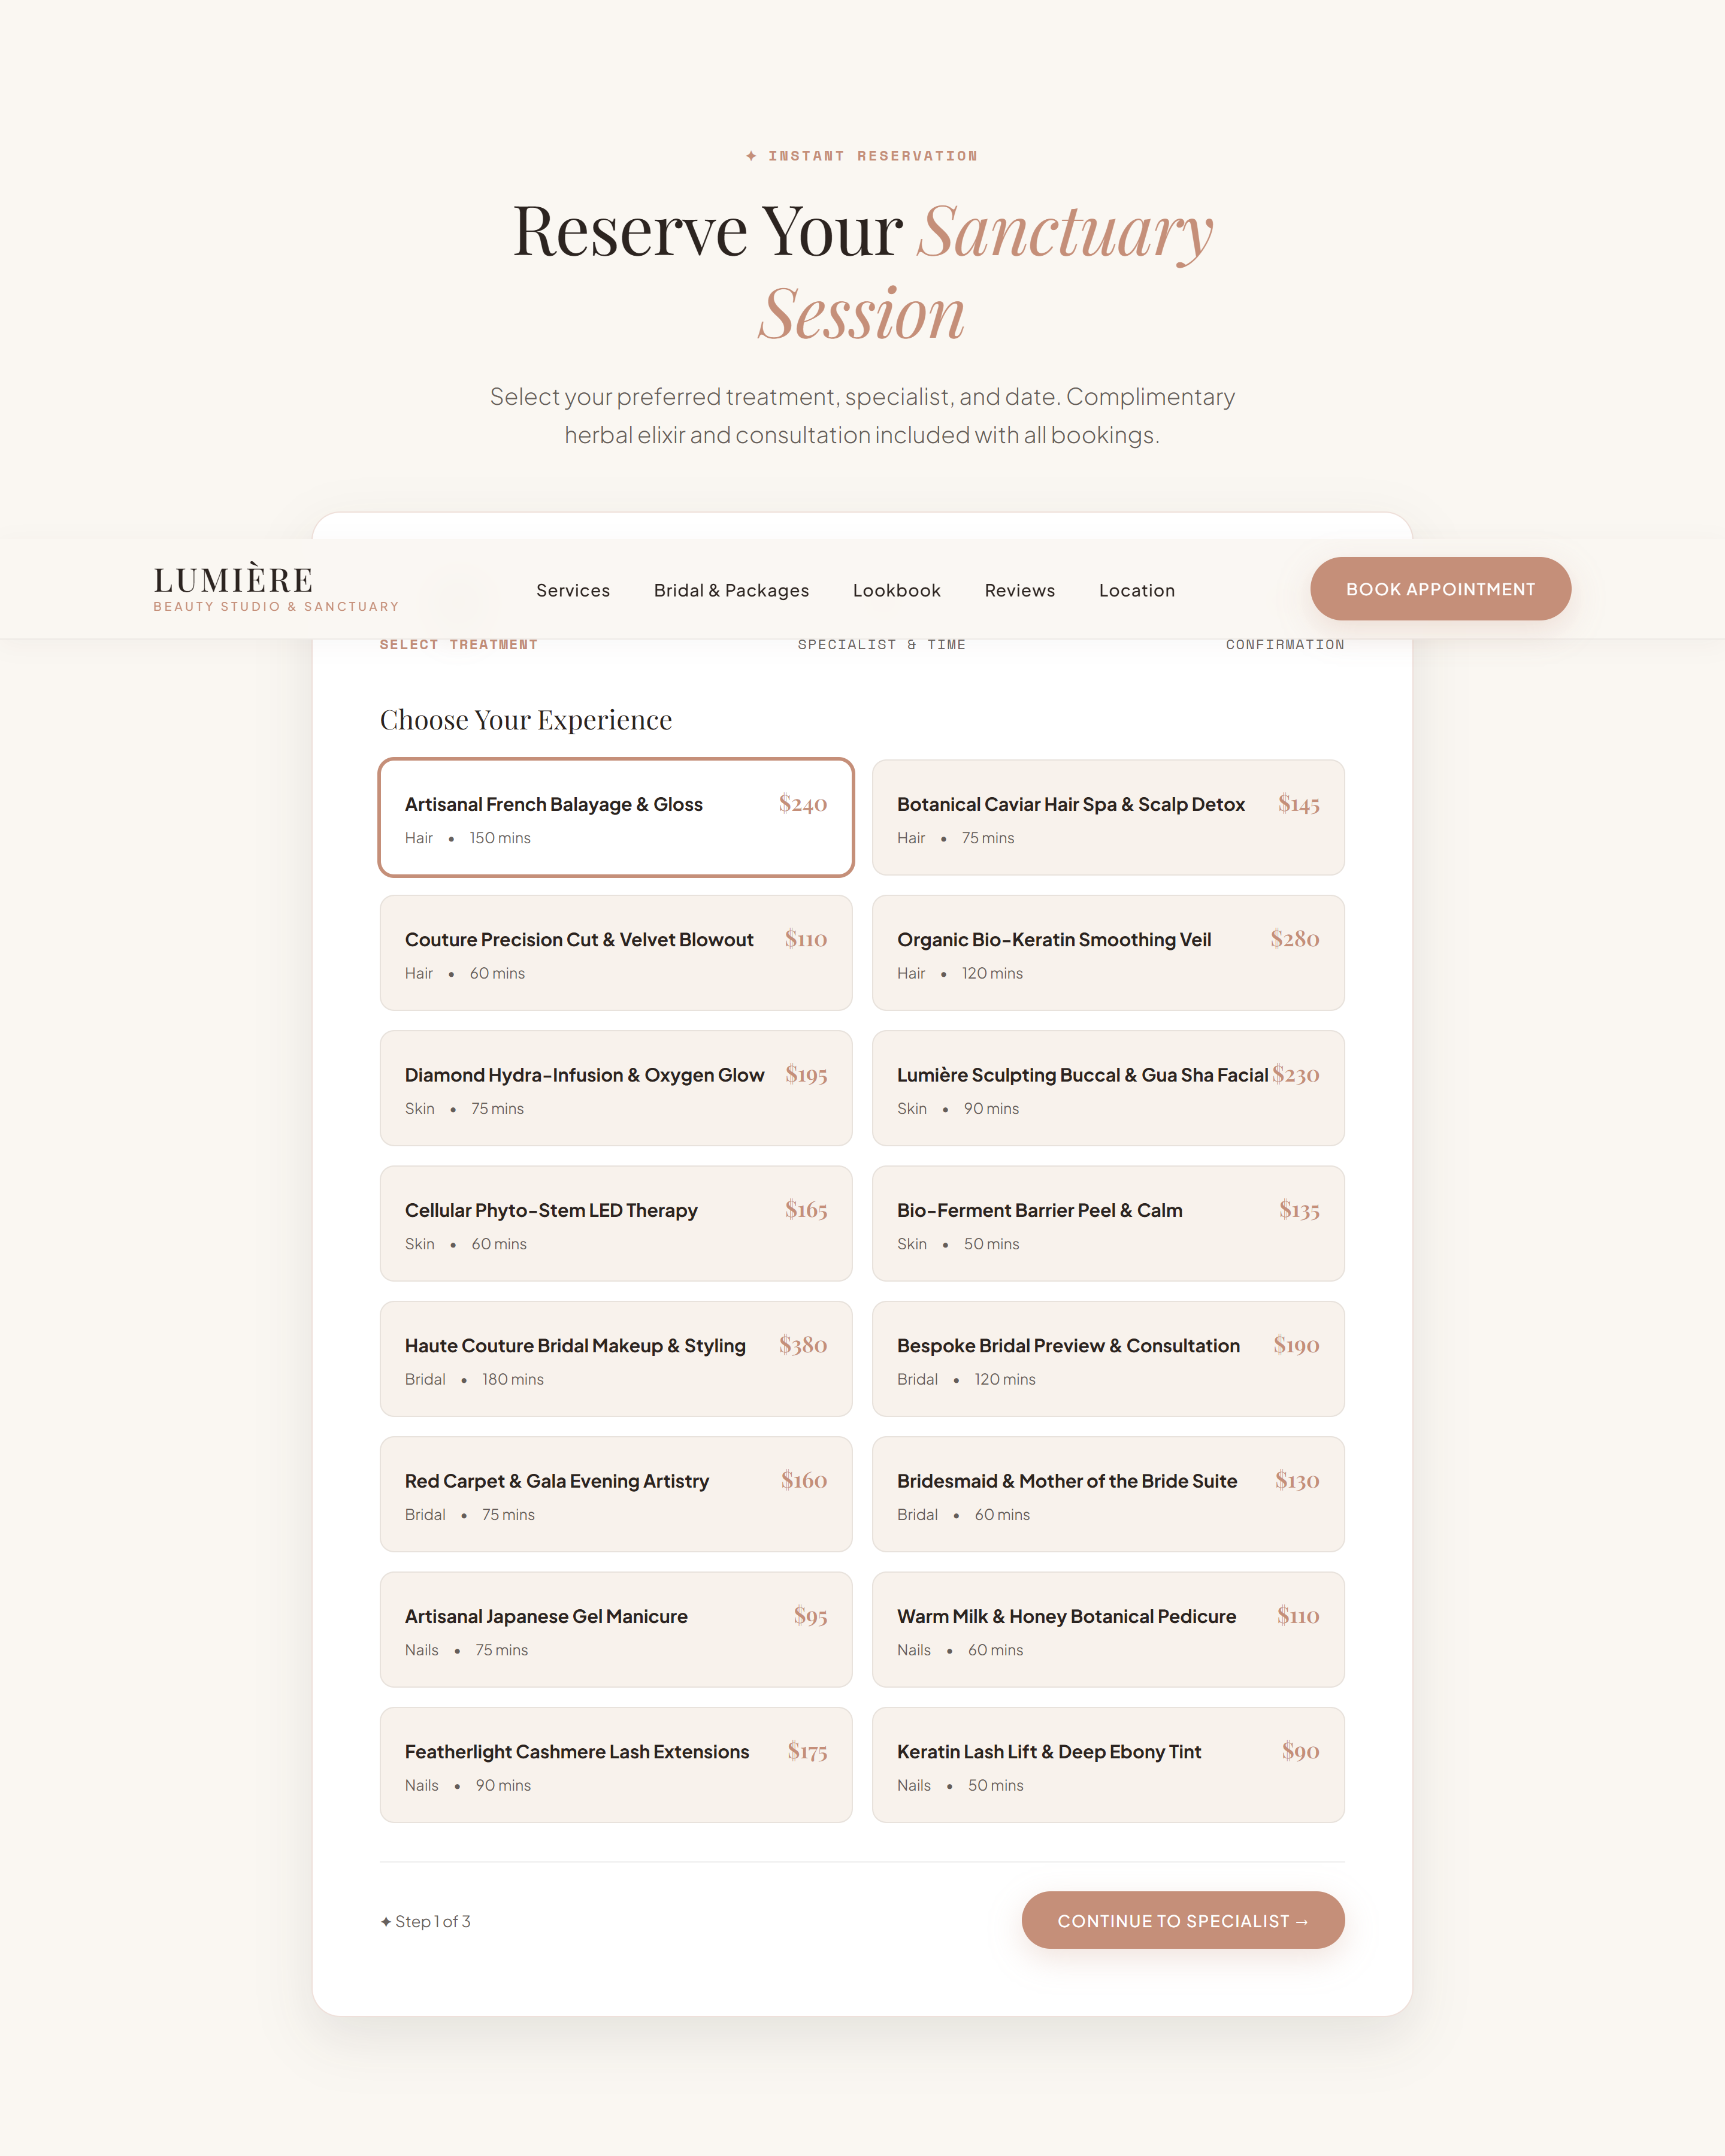 ✦ INSTANT RESERVATION
Reserve Your Sanctuary
Session
Select your preferred treatment, specialist, and date. Complimentary
herbal elixir and consultation included with all bookings.
LUMIÈRE
BEAUTY STUDIO & SANCTUARY
Services
Bridal & Packages
Lookbook
Reviews
Location
BOOK APPOINTMENT
SELECT TREATMENT
SPECIALIST & TIME
CONFIRMATION
Choose Your Experience
Artisanal French Balayage & Gloss $240
Hair • 150 mins
Botanical Caviar Hair Spa & Scalp Detox $145
Hair • 75 mins
Couture Precision Cut & Velvet Blowout $110
Hair • 60 mins
Organic Bio-Keratin Smoothing Veil $280
Hair • 120 mins
Diamond Hydra-Infusion & Oxygen Glow $195
Skin • 75 mins
Lumière Sculpting Buccal & Gua Sha Facial $230
Skin • 90 mins
Cellular Phyto-Stem LED Therapy $165
Skin • 60 mins
Bio-Ferment Barrier Peel & Calm $135
Skin • 50 mins
Haute Couture Bridal Makeup & Styling $380
Bridal • 180 mins
Bespoke Bridal Preview & Consultation $190
Bridal • 120 mins
Red Carpet & Gala Evening Artistry $160
Bridal • 75 mins
Bridesmaid & Mother of the Bride Suite $130
Bridal • 60 mins
Artisanal Japanese Gel Manicure $95
Nails • 75 mins
Warm Milk & Honey Botanical Pedicure $110
Nails • 60 mins
Featherlight Cashmere Lash Extensions $175
Nails • 90 mins
Keratin Lash Lift & Deep Ebony Tint $90
Nails • 50 mins
✦ Step 1 of 3
CONTINUE TO SPECIALIST →